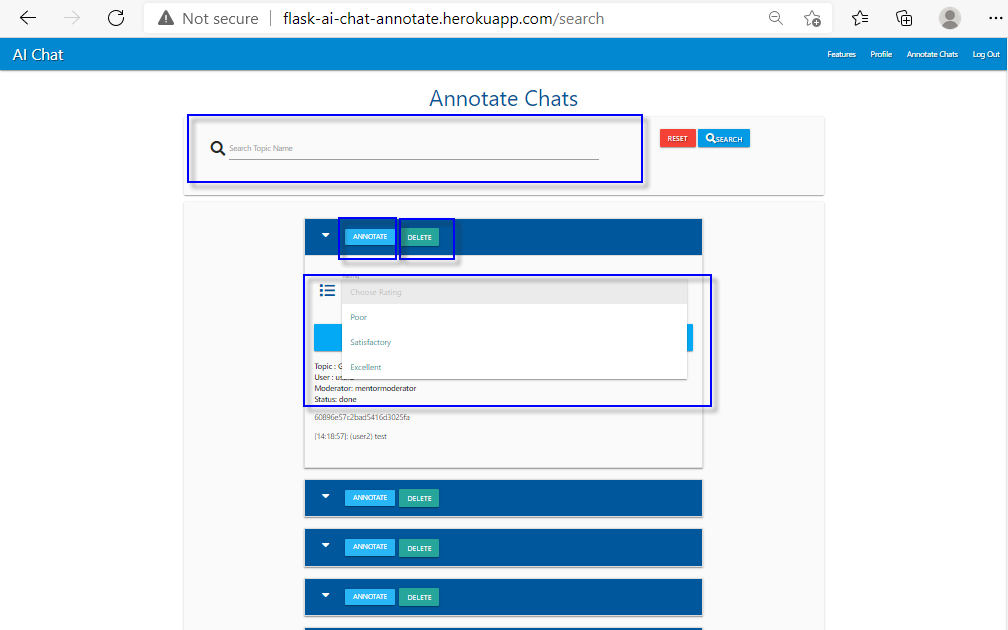 Not secure | flask-ai-chat-annotate.herokuapp.com/search
AI Chat
Features Profile Annotate Chats Log Out
Annotate Chats
Search Topic Name
RESET SEARCH
ANNOTATE DELETE
Choose Rating
Poor
Satisfactory
Excellent
Topic :
User :
Moderator: mentormoderator
Status: done
60896e57c2bad5416d3025fa
[14:18:57]: (user2) test
ANNOTATE DELETE
ANNOTATE DELETE
ANNOTATE DELETE